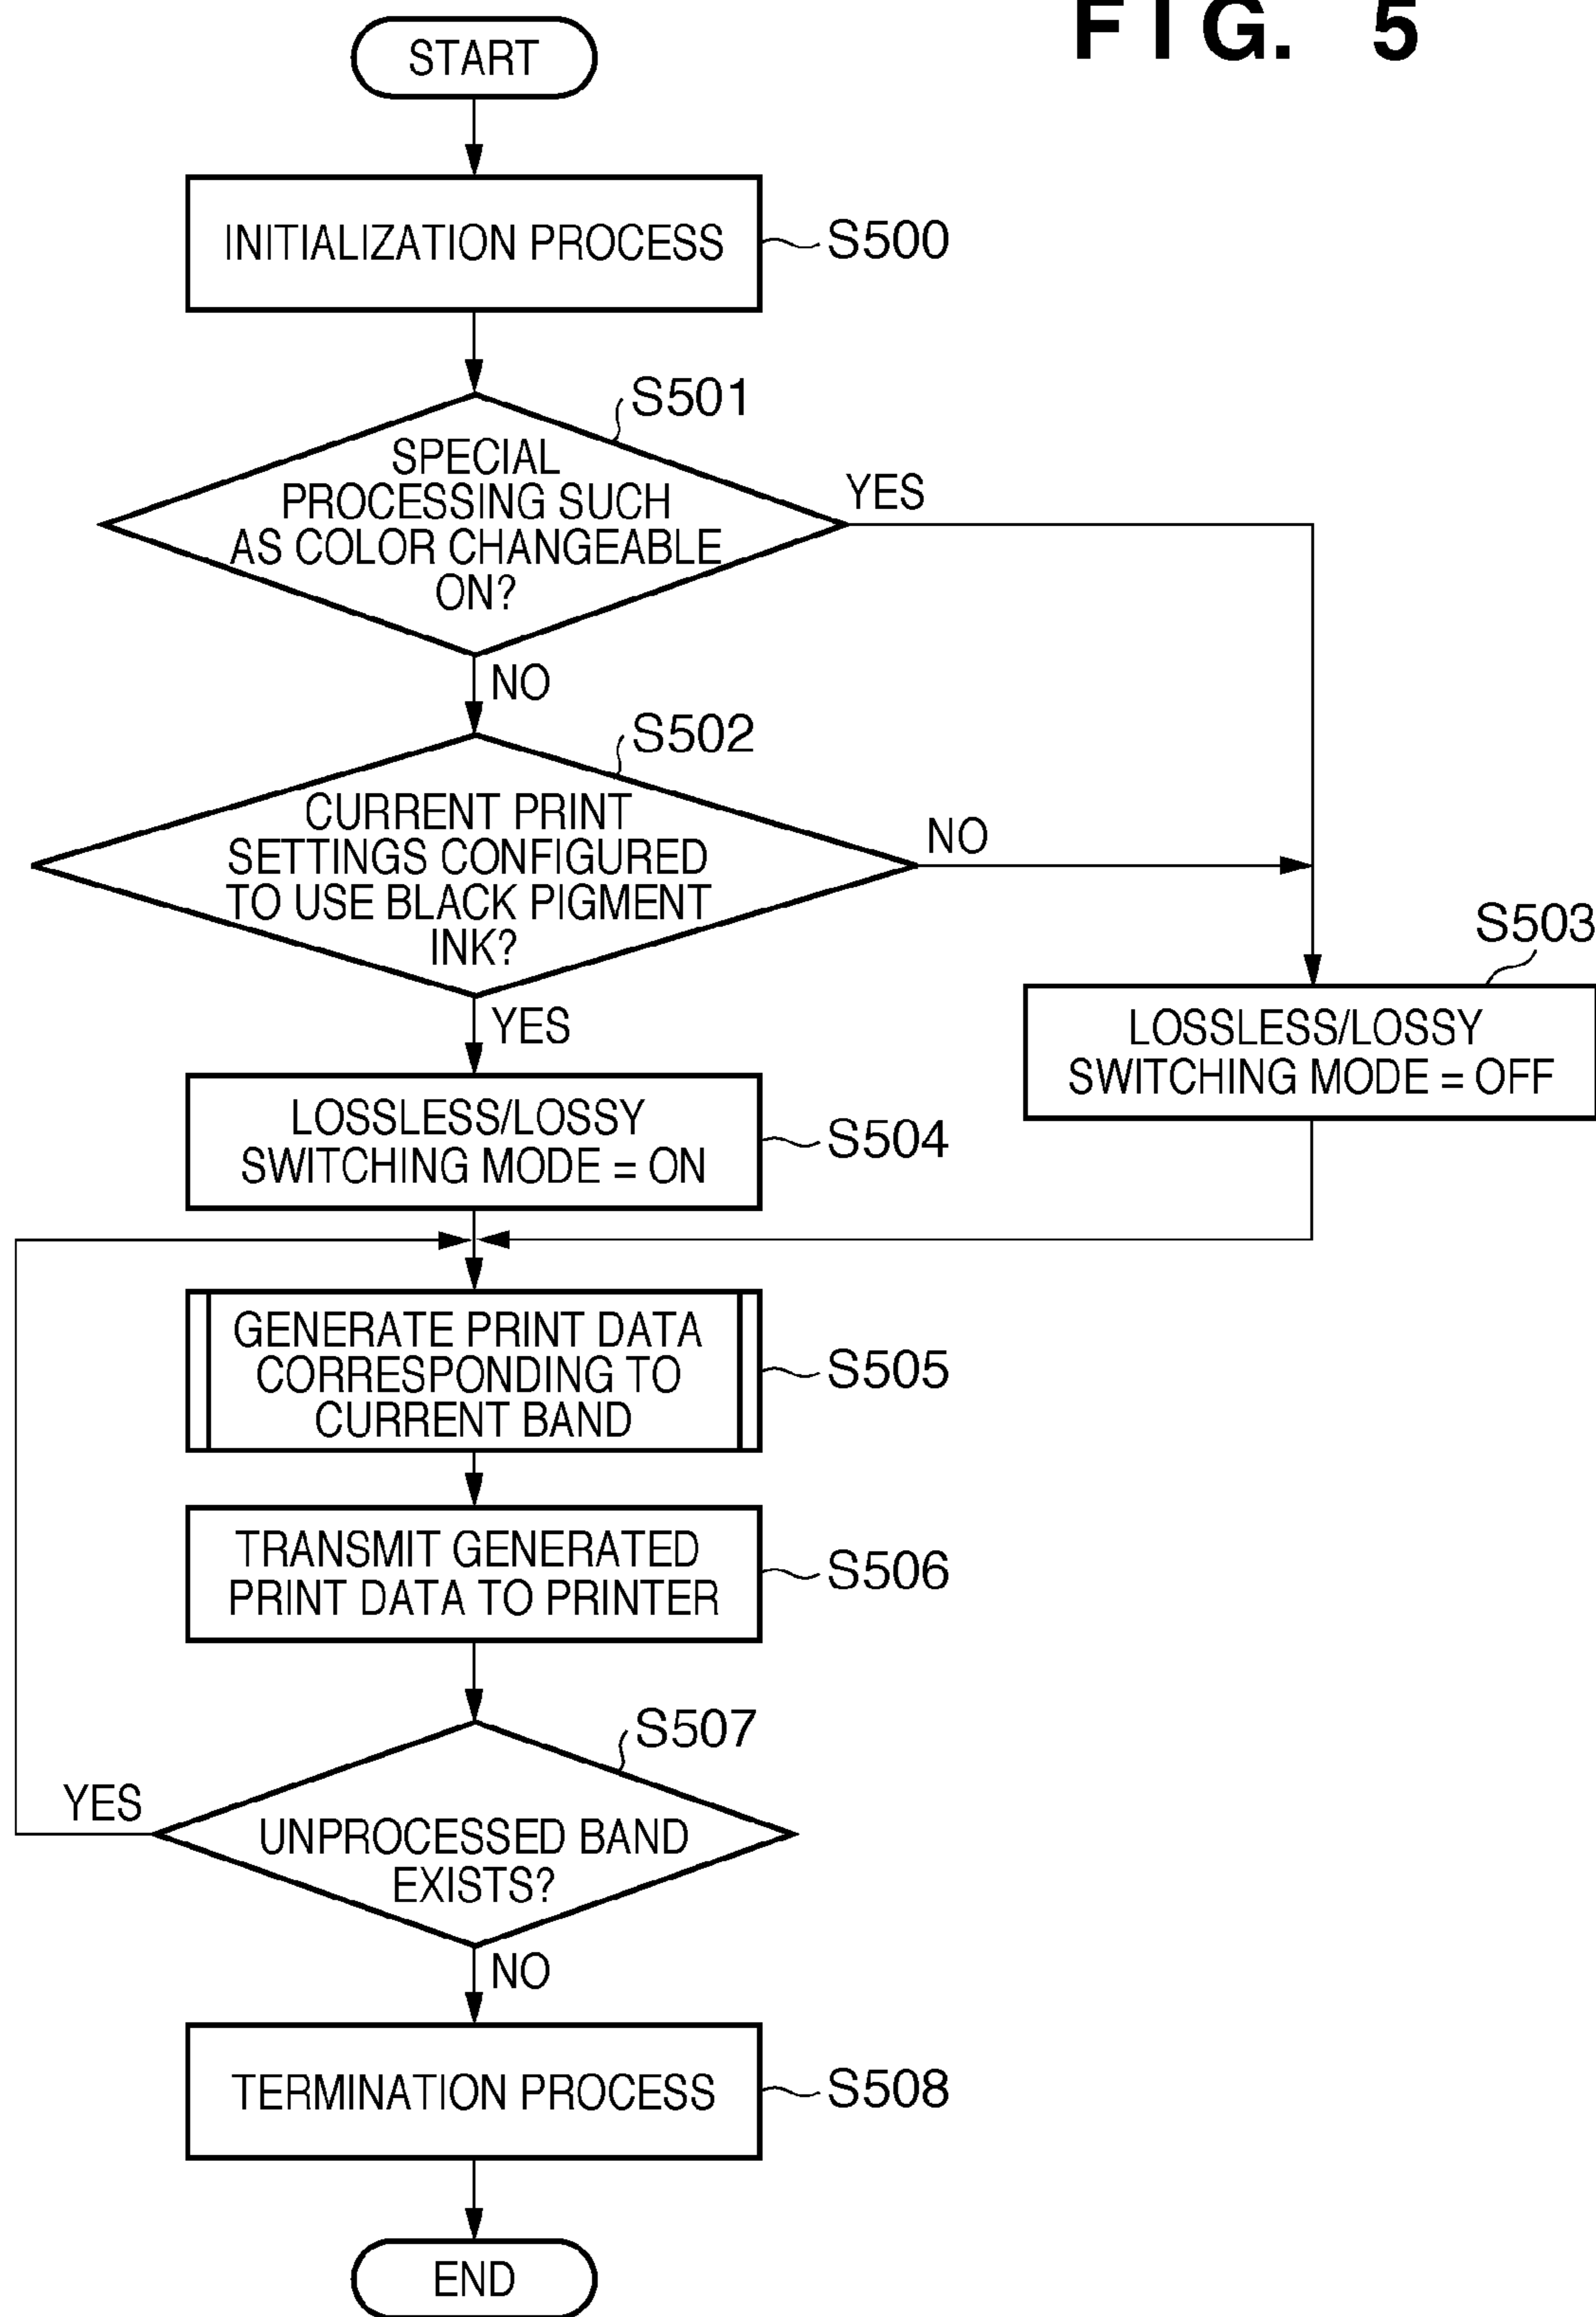 FIG. 5
START
INITIALIZATION PROCESS
S500
S501
SPECIAL
PROCESSING SUCH
AS COLOR CHANGEABLE
ON?
YES
NO
S502
CURRENT PRINT
SETTINGS CONFIGURED
TO USE BLACK PIGMENT
INK?
NO
YES
S503
LOSSLESS/LOSSY
SWITCHING MODE = OFF
LOSSLESS/LOSSY
SWITCHING MODE = ON
S504
GENERATE PRINT DATA
CORRESPONDING TO
CURRENT BAND
S505
TRANSMIT GENERATED
PRINT DATA TO PRINTER
S506
S507
YES
UNPROCESSED BAND
EXISTS?
NO
TERMINATION PROCESS
S508
END